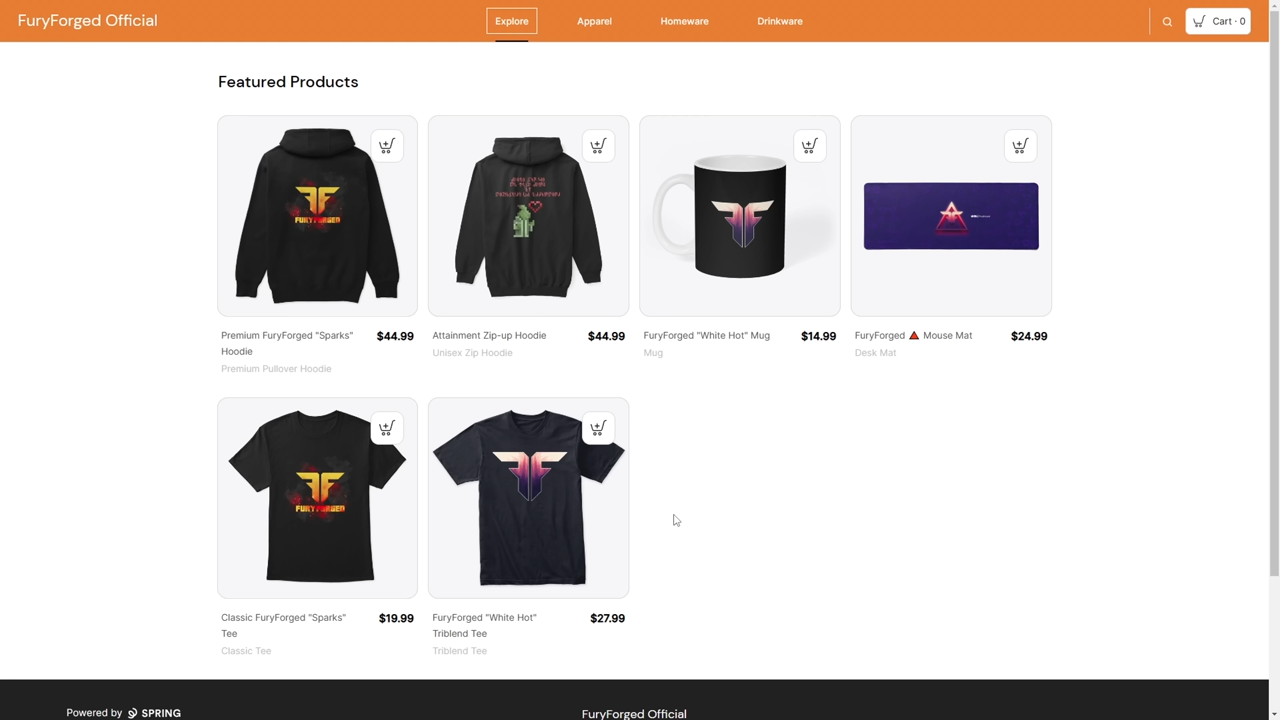 FuryForged Official
Explore
Apparel
Homeware
Drinkware
Cart · 0
Featured Products
FURYFORGED
Premium FuryForged "Sparks" Hoodie
$44.99
Premium Pullover Hoodie
Attainment Zip-up Hoodie
$44.99
Unisex Zip Hoodie
FuryForged "White Hot" Mug
$14.99
Mug
FuryForged 🔺 Mouse Mat
$24.99
Desk Mat
FURYFORGED
Classic FuryForged "Sparks"
Tee
$19.99
Classic Tee
FuryForged "White Hot"
Triblend Tee
$27.99
Triblend Tee
Powered by SPRING
FuryForged Official